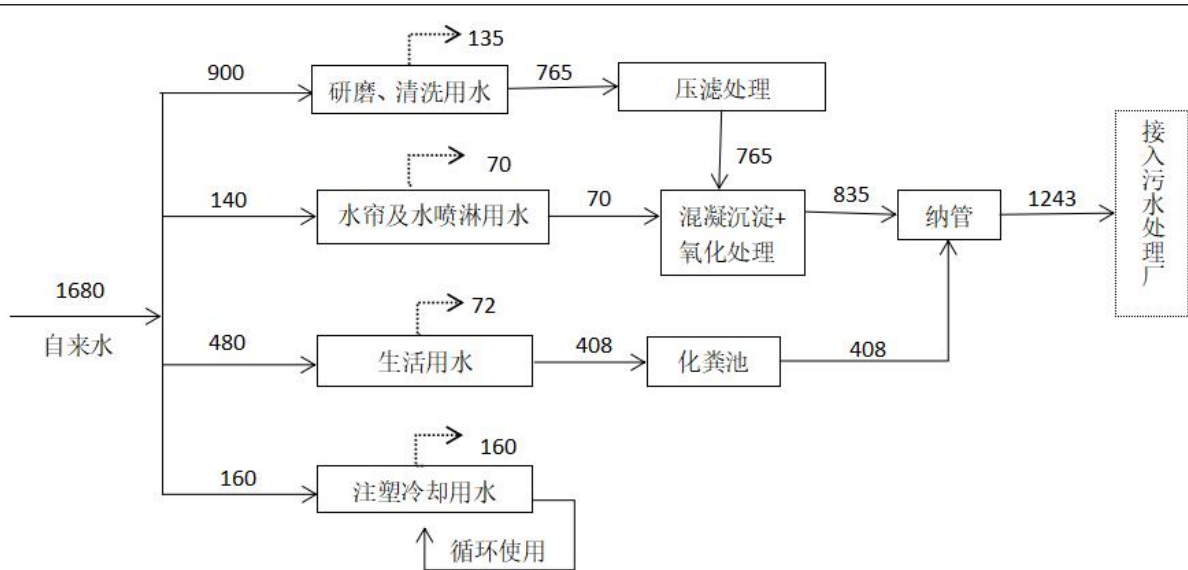 135
900
研磨、清洗用水
765
压滤处理
765
70
140
水帘及水喷淋用水
70
混凝沉淀+
氧化处理
835
纳管
1243
接入污水处理厂
1680
自来水
72
480
生活用水
408
化粪池
408
160
160
注塑冷却用水
循环使用